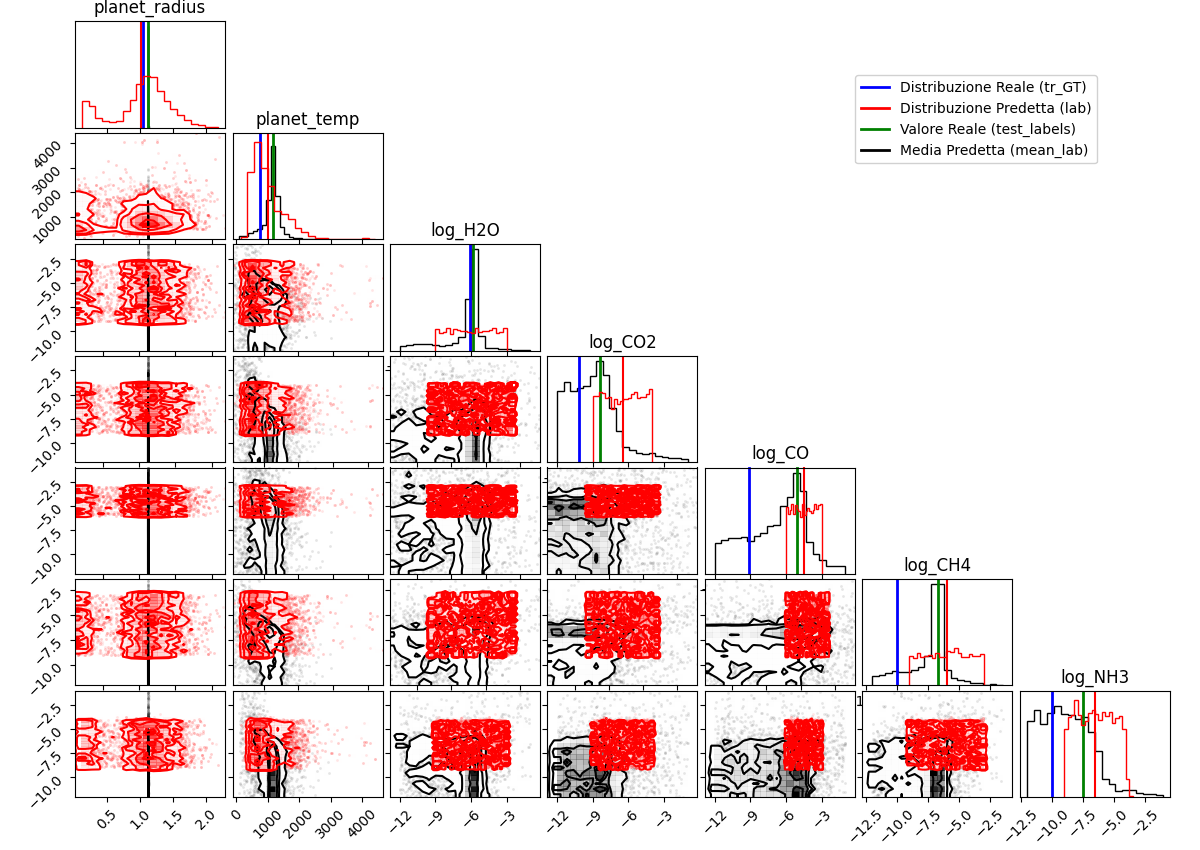 planet_radius
planet_temp
4000
3000
2000
1000
Distribuzione Reale (tr_GT)
Distribuzione Predetta (lab)
Valore Reale (test_labels)
Media Predetta (mean_lab)
log_H2O
−2.5
−5.0
−7.5
−10.0
log_CO2
−2.5
−5.0
−7.5
−10.0
log_CO
−2.5
−5.0
−7.5
−10.0
log_CH4
−2.5
−5.0
−7.5
−10.0
log_NH3
−2.5
−5.0
−7.5
−10.0
1
0.5 1.0 1.5 2.0 0 1000 2000 3000 4000 −12 −9 −6 −3 −12 −9 −6 −3 −12 −9 −6 −3 −12.5 −10.0 −7.5 −5.0 −2.5 −12.5 −10.0 −7.5 −5.0 −2.5